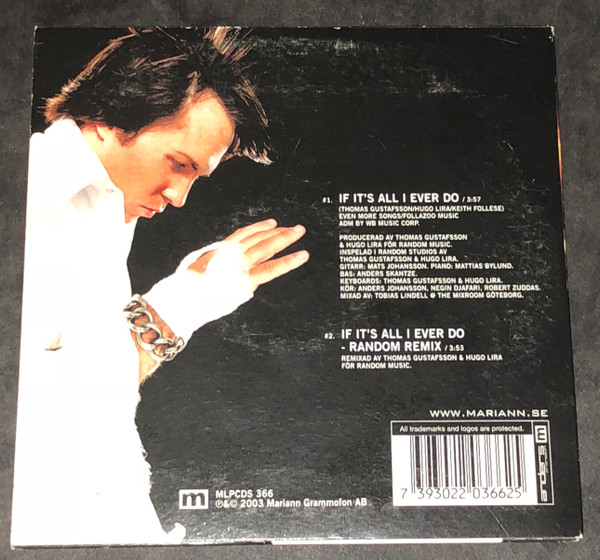 #1. IF IT'S ALL I EVER DO / 3:57
(THOMAS GUSTAFSSON/HUGO LIRA/KEITH FOLLESE)
EVEN MORE SONGS/FOLLAZOO MUSIC
ADM BY WB MUSIC CORP.
PRODUCERAD AV THOMAS GUSTAFSSON
& HUGO LIRA FÖR RANDOM MUSIC.
INSPELAD I RANDOM STUDIOS AV
THOMAS GUSTAFSSON & HUGO LIRA.
GITARR: MATS JOHANSSON. PIANO: MATTIAS BYLUND.
BAS: ANDERS SKANTZE.
KEYBOARDS: THOMAS GUSTAFSSON & HUGO LIRA.
KÖR: ANDERS JOHANSSON, NEGIN DJAFARI, ROBERT ZUDDAS.
MIXAD AV: TOBIAS LINDELL @ THE MIXROOM GÖTEBORG.
#2. IF IT'S ALL I EVER DO
- RANDOM REMIX / 3:53
REMIXAD AV THOMAS GUSTAFSSON & HUGO LIRA
FÖR RANDOM MUSIC.
WWW.MARIANN.SE
All trademarks and logos are protected.
7 393022 036625
m
MLPCDS 366
℗&© 2003 Mariann Grammofon AB